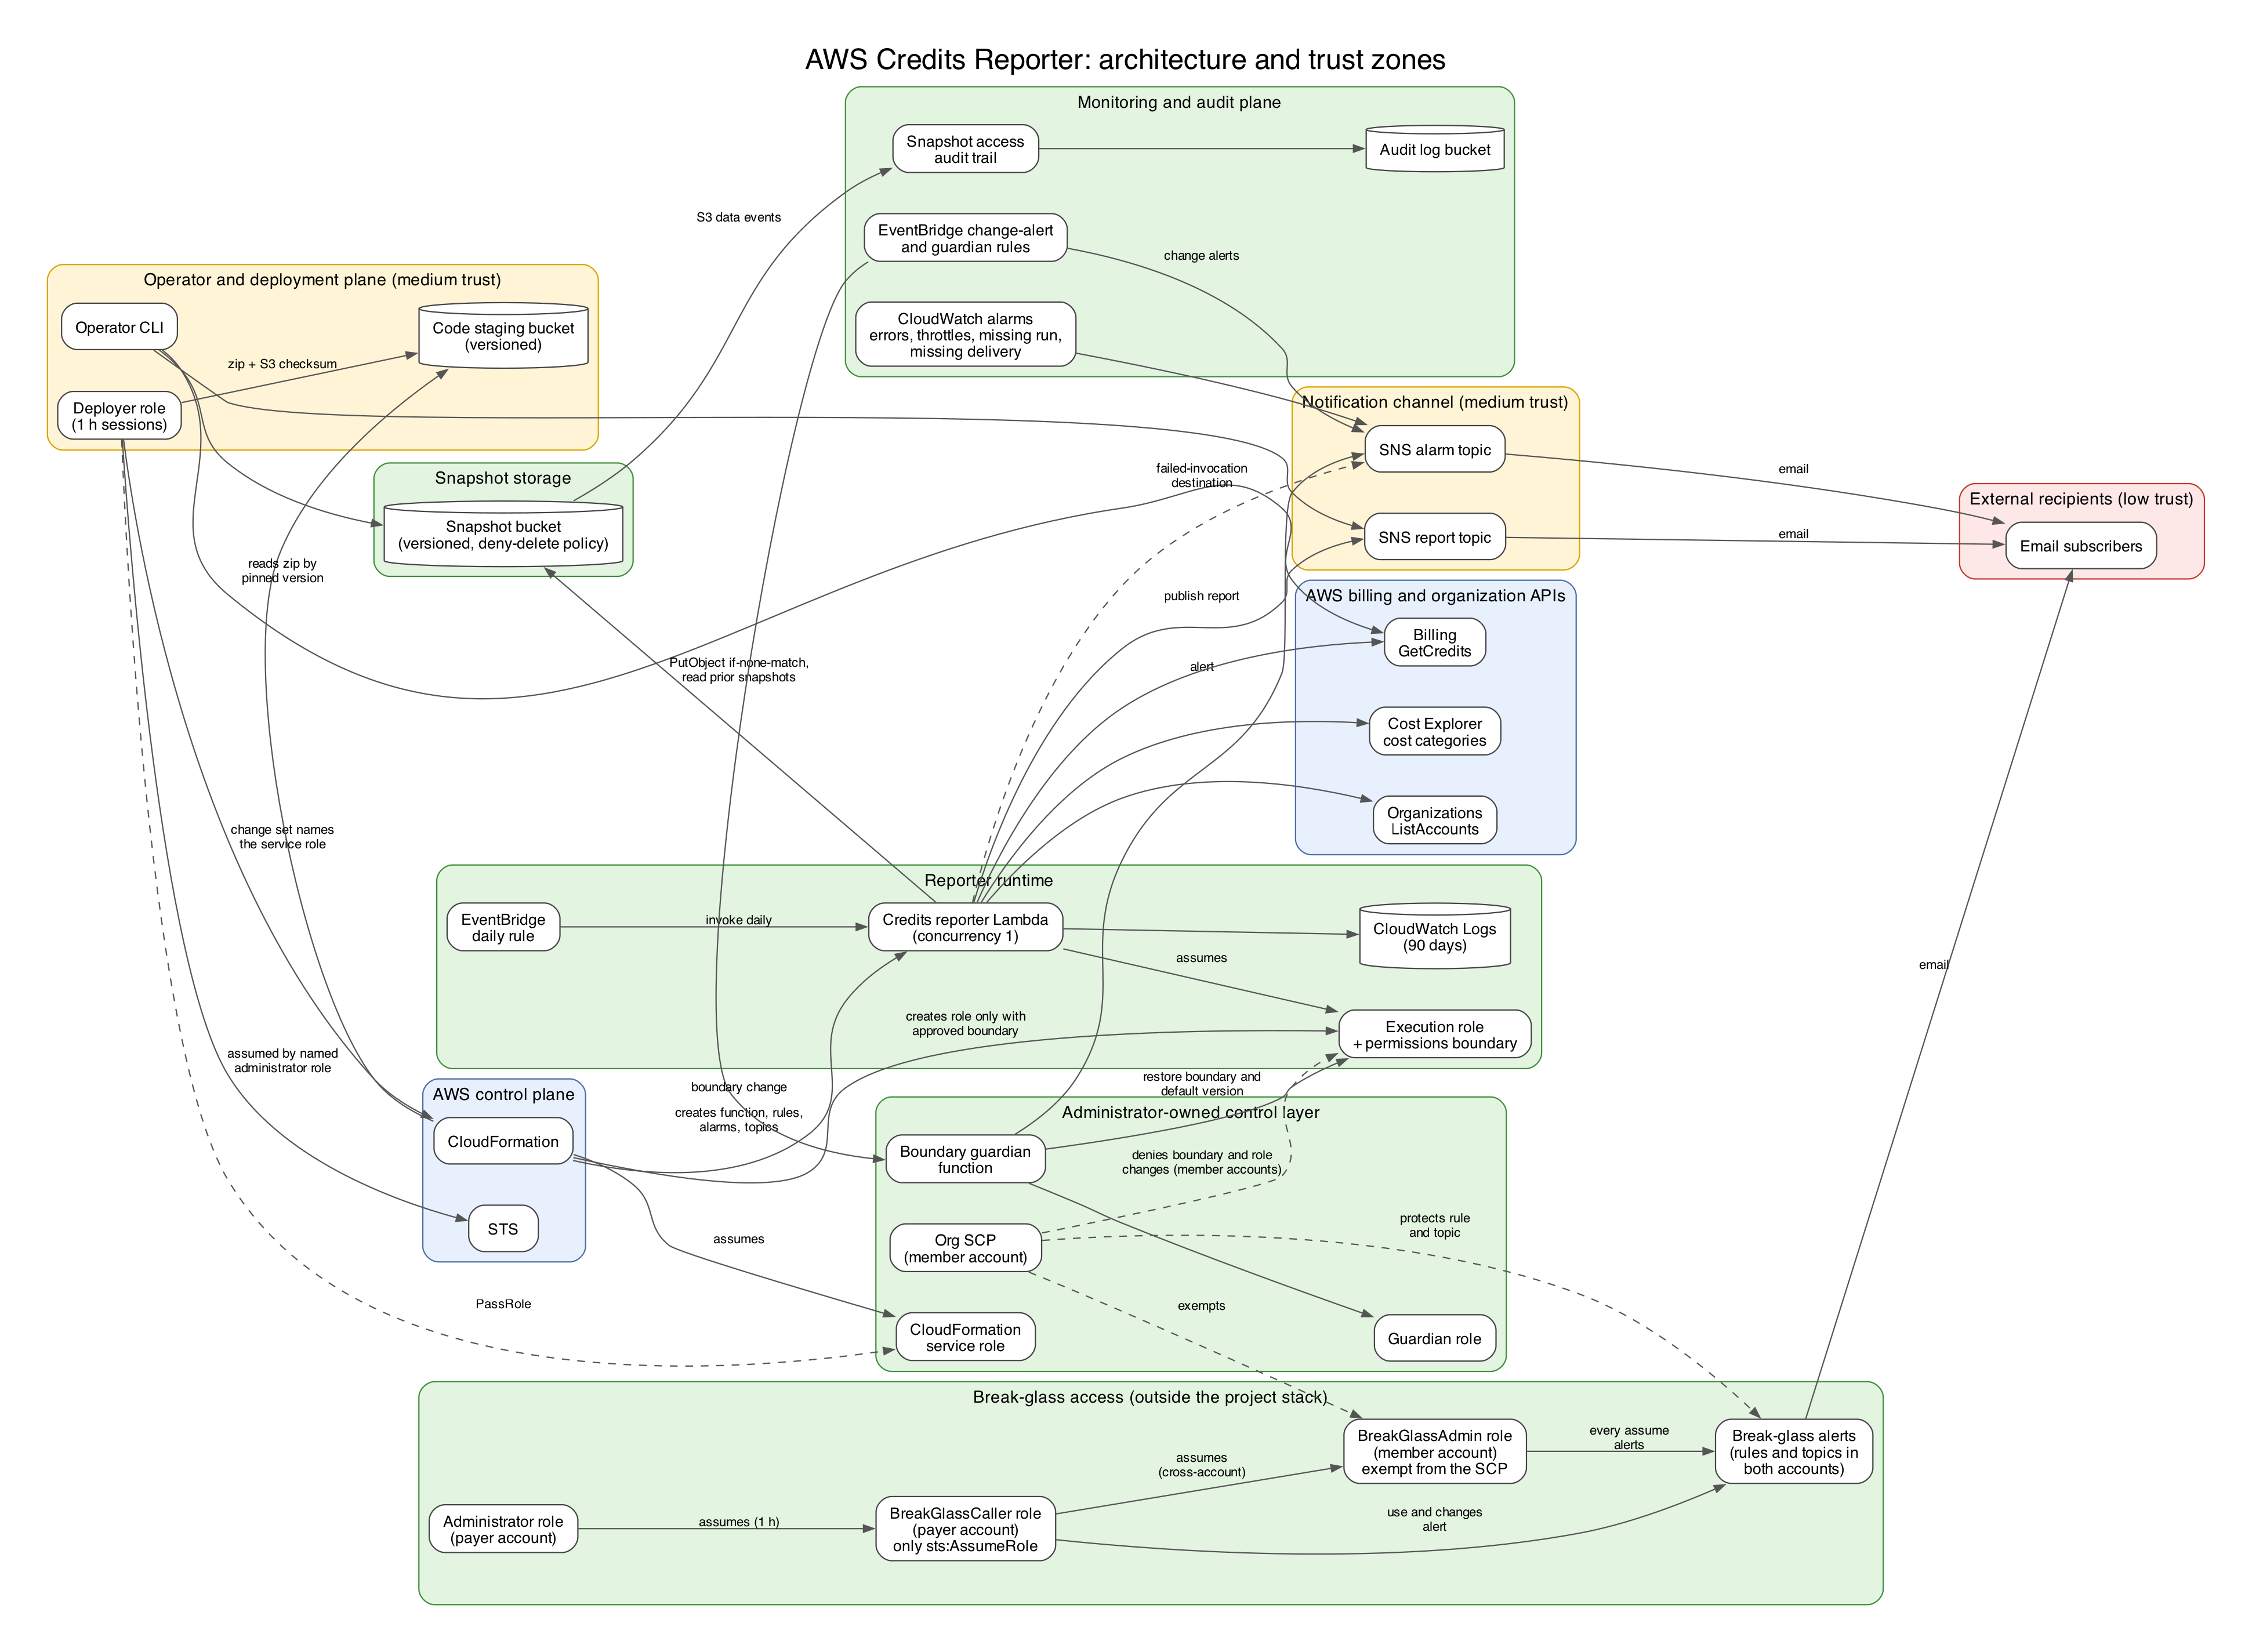 AWS Credits Reporter: architecture and trust zones
Monitoring and audit plane
Snapshot access
audit trail
Audit log bucket
S3 data events
EventBridge change-alert
and guardian rules
change alerts
CloudWatch alarms
errors, throttles, missing run,
missing delivery
Operator and deployment plane (medium trust)
Operator CLI
Code staging bucket
(versioned)
zip + S3 checksum
Deployer role
(1 h sessions)
Notification channel (medium trust)
SNS alarm topic
SNS report topic
failed-invocation
destination
email
email
External recipients (low trust)
Email subscribers
Snapshot storage
Snapshot bucket
(versioned, deny-delete policy)
reads zip by
pinned version
publish report
AWS billing and organization APIs
Billing
GetCredits
PutObject if-none-match,
read prior snapshots
alert
Cost Explorer
cost categories
Organizations
ListAccounts
change set names
the service role
Reporter runtime
EventBridge
daily rule
invoke daily
Credits reporter Lambda
(concurrency 1)
CloudWatch Logs
(90 days)
assumes
email
creates role only with
approved boundary
Execution role
+ permissions boundary
assumed by named
administrator role
AWS control plane
CloudFormation
STS
boundary change
creates function, rules,
alarms, topics
restore boundary and
default version
Administrator-owned control layer
Boundary guardian
function
denies boundary and role
changes (member accounts)
Org SCP
(member account)
protects rule
and topic
assumes
PassRole
exempts
CloudFormation
service role
Guardian role
Break-glass access (outside the project stack)
BreakGlassAdmin role
(member account)
exempt from the SCP
every assume
alerts
Break-glass alerts
(rules and topics in
both accounts)
assumes
(cross-account)
Administrator role
(payer account)
assumes (1 h)
BreakGlassCaller role
(payer account)
only sts:AssumeRole
use and changes
alert